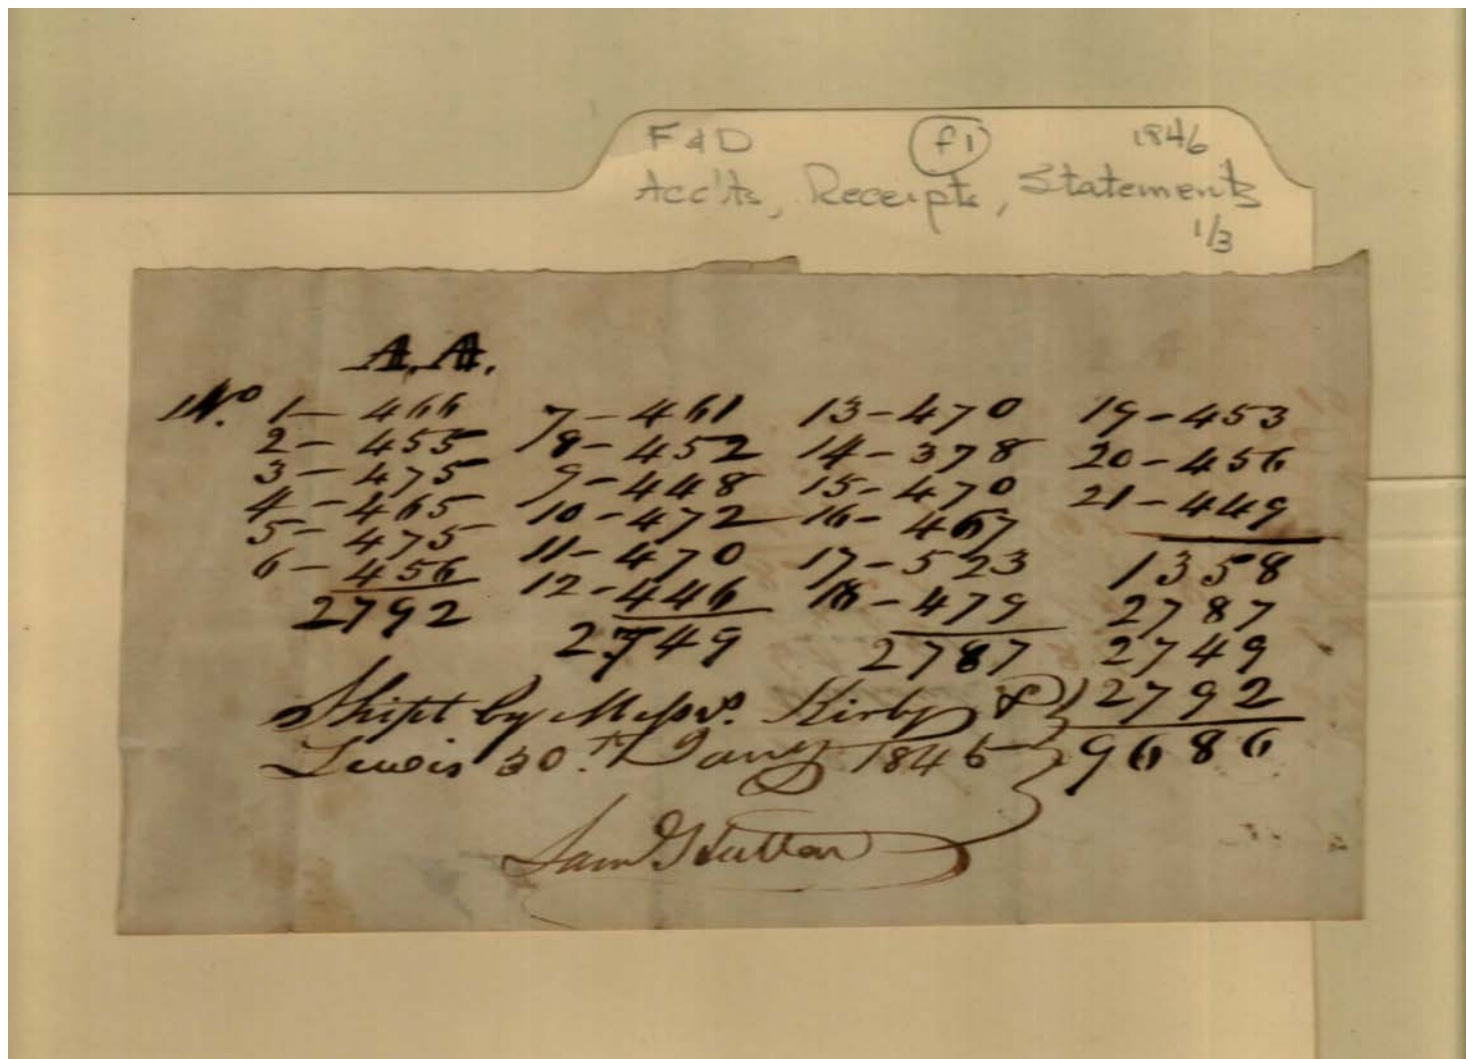 F & D f1 1846
Acc'ts, Receipts, Statements
1/3
A.A.
No. 1 - 466 7 - 461 13 - 470 19 - 453
2 - 455 8 - 452 14 - 378 20 - 456
3 - 475 9 - 448 15 - 470 21 - 449
4 - 465 10 - 472 16 - 467
5 - 475 11 - 470 17 - 523 1358
6 - 456 12 - 446 18 - 479 2787
2792 2749 2787 2749
Shipt by Messrs. Kirby & 2792
Lewis 30.th Jany 1846 9686
Sutton